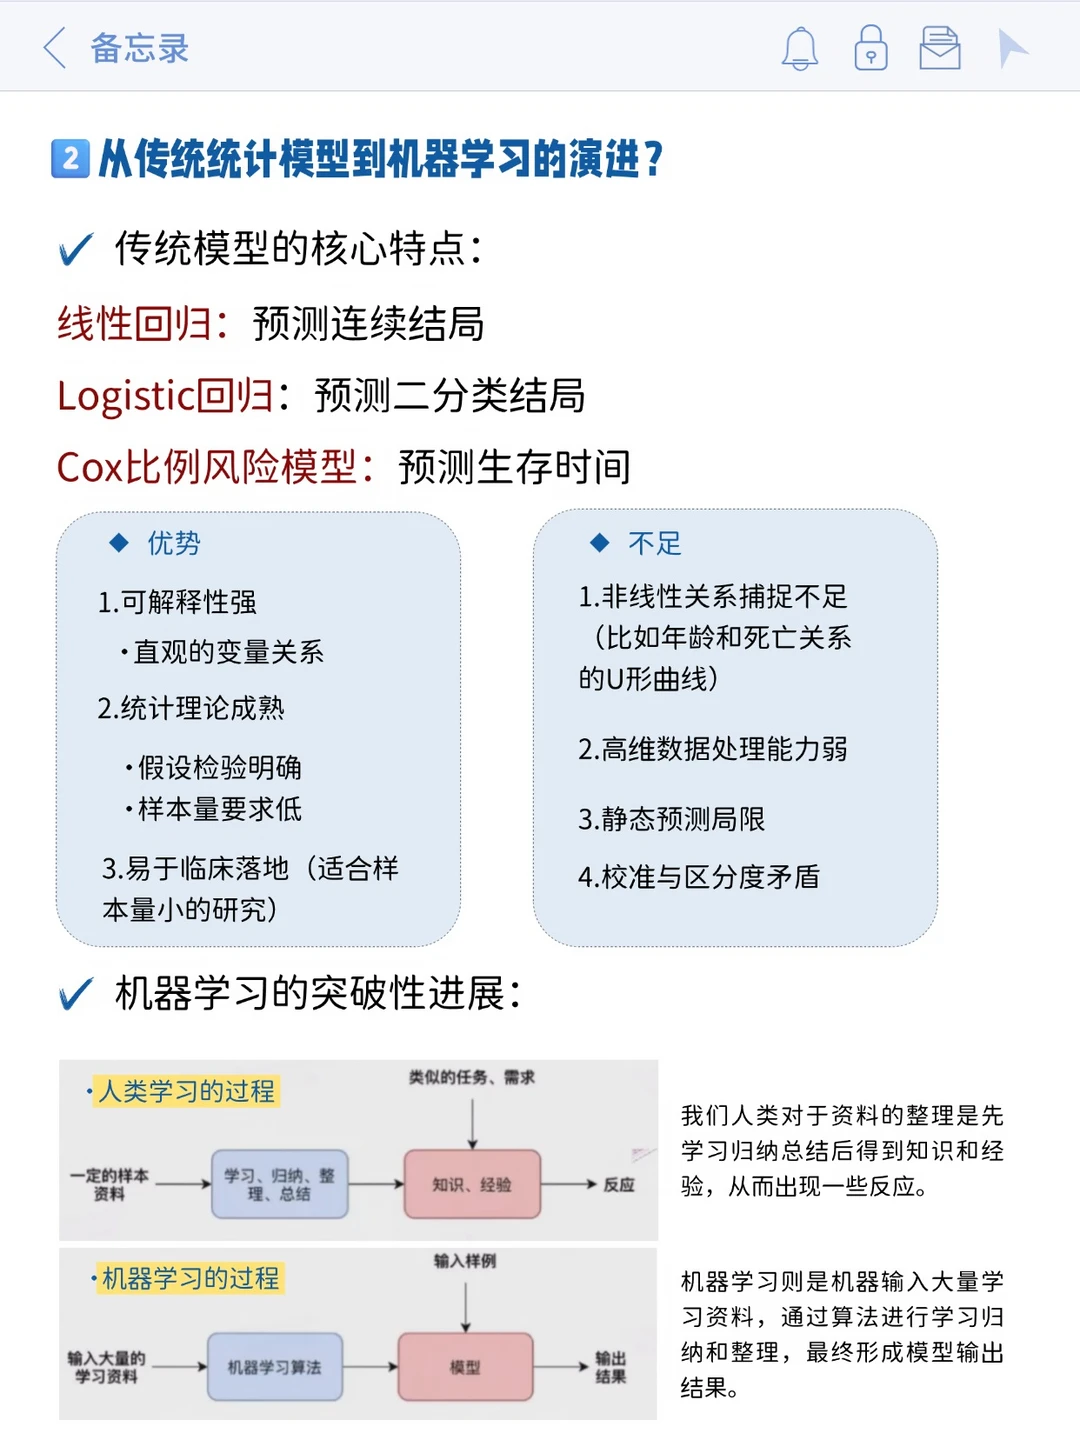 备忘录
2 从传统统计模型到机器学习的演进？
传统模型的核心特点：
线性回归：预测连续结局
Logistic回归：预测二分类结局
Cox比例风险模型：预测生存时间
优势
1.可解释性强
·直观的变量关系
2.统计理论成熟
·假设检验明确
·样本量要求低
3.易于临床落地（适合样
本量小的研究）
不足
1.非线性关系捕捉不足
（比如年龄和死亡关系
的U形曲线）
2.高维数据处理能力弱
3.静态预测局限
4.校准与区分度矛盾
机器学习的突破性进展：
·人类学习的过程
类似的任务、需求
一定的样本
资料
学习、归纳、整
理、总结
知识、经验
反应
我们人类对于资料的整理是先
学习归纳总结后得到知识和经
验，从而出现一些反应。
·机器学习的过程
输入样例
输入大量的
学习资料
机器学习算法
模型
输出
结果
机器学习则是机器输入大量学
习资料，通过算法进行学习归
纳和整理，最终形成模型输出
结果。